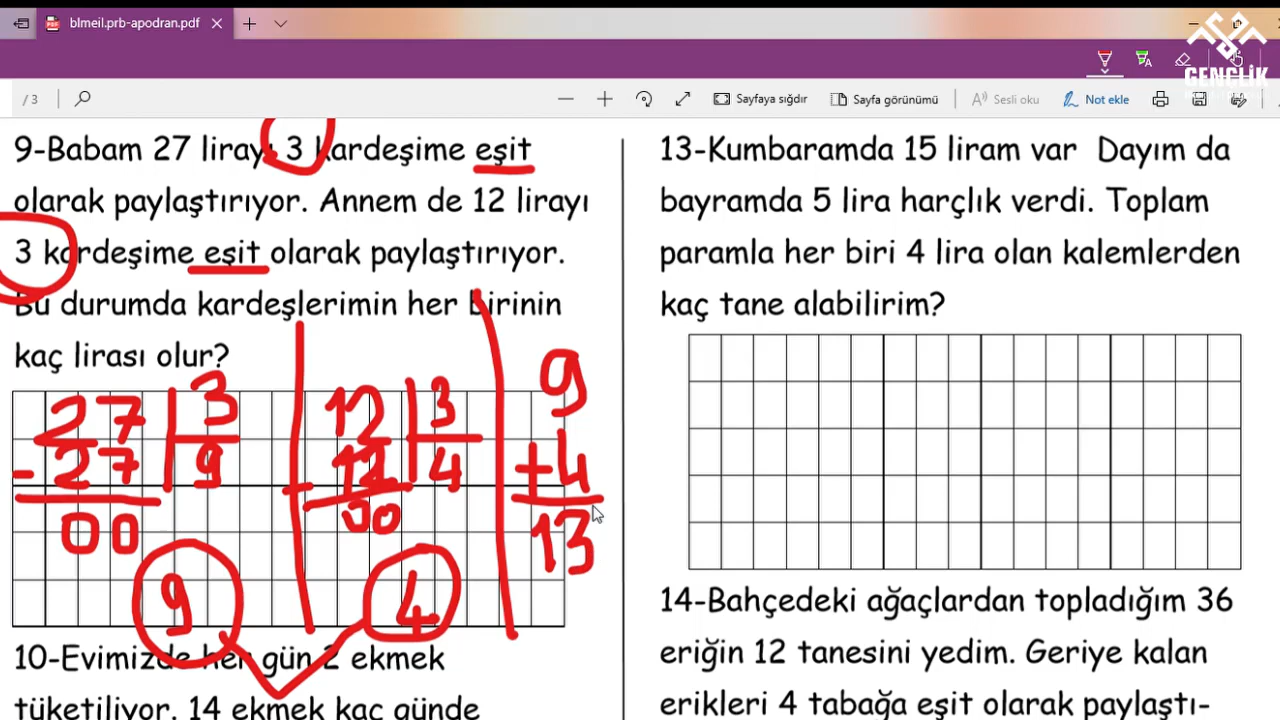 blmeil.prb-apodran.pdf
GENÇLİK
/ 3
Sayfaya sığdır
Sayfa görünümü
Sesli oku
Not ekle
9-Babam 27 lirayı 3 kardeşime eşit
olarak paylaştırıyor. Annem de 12 lirayı
3 kardeşime eşit olarak paylaştırıyor.
Bu durumda kardeşlerimin her birinin
kaç lirası olur?
27 3
- 27 9
00
9
12 3
- 12 4
00
4
9
+4
13
10-Evimizde her gün 2 ekmek
tüketiliyor. 14 ekmek kaç günde
13-Kumbaramda 15 liram var Dayım da
bayramda 5 lira harçlık verdi. Toplam
paramla her biri 4 lira olan kalemlerden
kaç tane alabilirim?
14-Bahçedeki ağaçlardan topladığım 36
eriğin 12 tanesini yedim. Geriye kalan
erikleri 4 tabağa eşit olarak paylaştı-